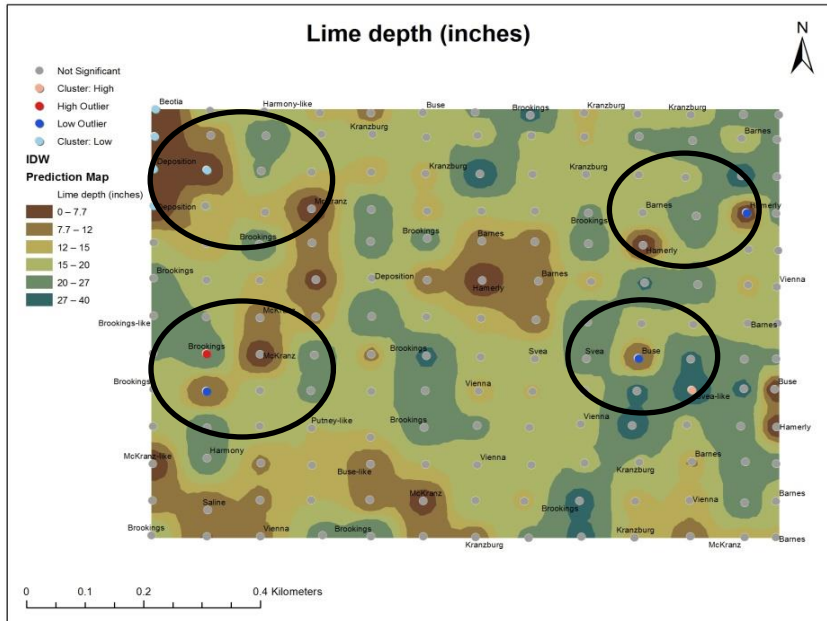 Lime depth (inches)
N
Not Significant
Cluster: High
High Outlier
Low Outlier
Cluster: Low
IDW
Prediction Map
Lime depth (inches)
0 – 7.7
7.7 – 12
12 – 15
15 – 20
20 – 27
27 – 40
Beotia
Harmony-like
Buse
Brookings
Kranzburg
Kranzburg
Kranzburg
Barnes
Deposition
Kranzburg
Kranzburg
Deposition
McKranz
Barnes
Hamerly
Brookings
Brookings
Brookings
Barnes
Hamerly
Brookings
Deposition
Hamerly
Barnes
Vienna
Brookings-like
McKranz
Barnes
Brookings
McKranz
Brookings
Svea
Svea
Buse
Brookings
Vienna
Svea-like
Buse
Putney-like
Brookings
Vienna
Hamerly
McKranz-like
Harmony
Buse-like
Vienna
Kranzburg
Barnes
Saline
McKranz
Brookings
Vienna
Barnes
Brookings
Vienna
Brookings
Kranzburg
Kranzburg
McKranz
Barnes
0 0.1 0.2 0.4 Kilometers